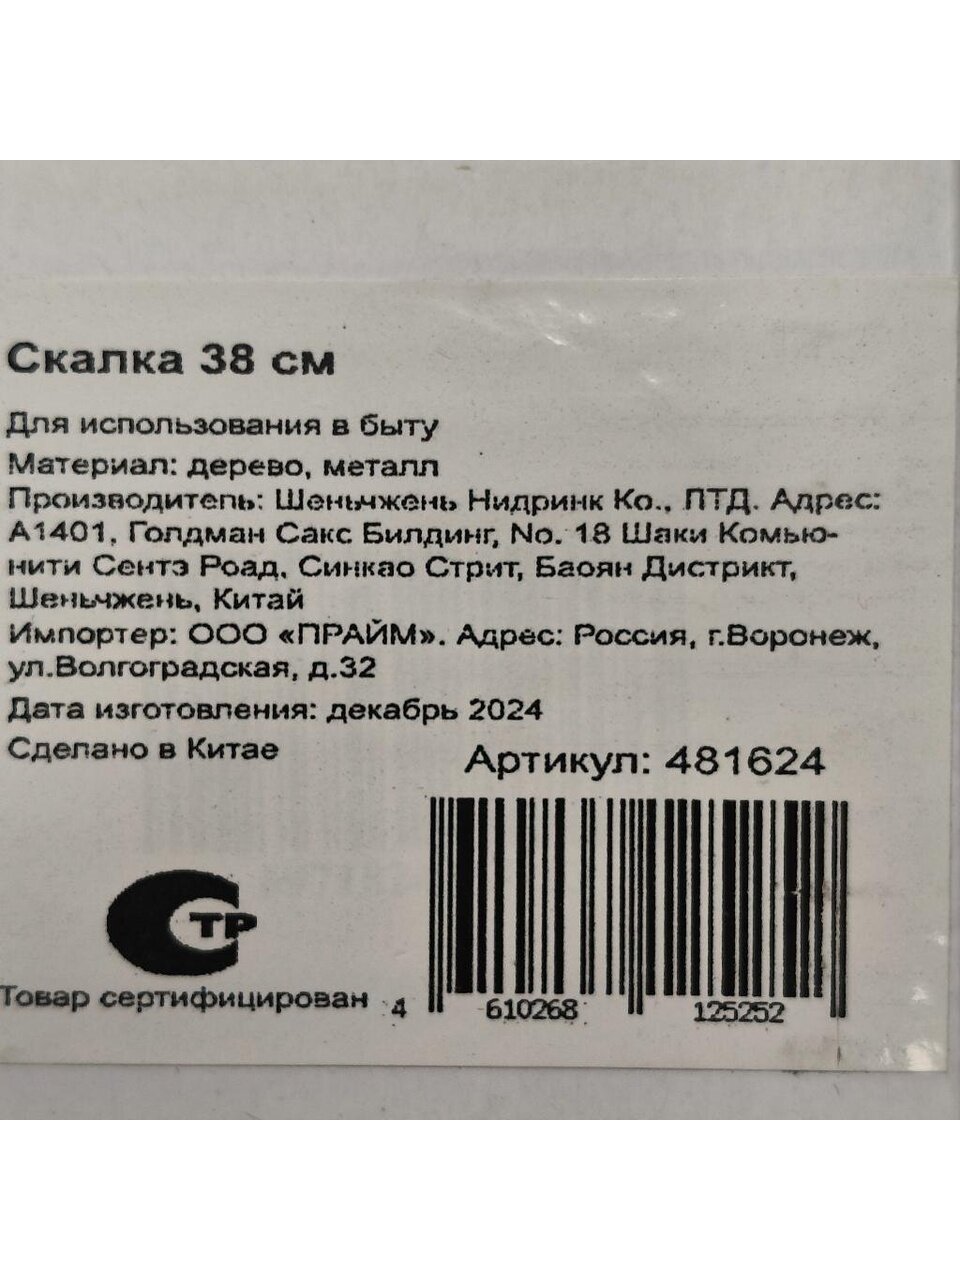 Скалка 38 см
Для использования в быту
Материал: дерево, металл
Производитель: Шеньчжень Нидринк Ко., ЛТД. Адрес:
А1401, Голдман Сакс Билдинг, No. 18 Шаки Комью-
нити Сентэ Роад, Синкао Стрит, Баоян Дистрикт,
Шеньчжень, Китай
Импортер: ООО «ПРАЙМ». Адрес: Россия, г.Воронеж,
ул.Волгоградская, д.32
Дата изготовления: декабрь 2024
Сделано в Китае
Артикул: 481624
СТР
Товар сертифицирован
4 610268 125252